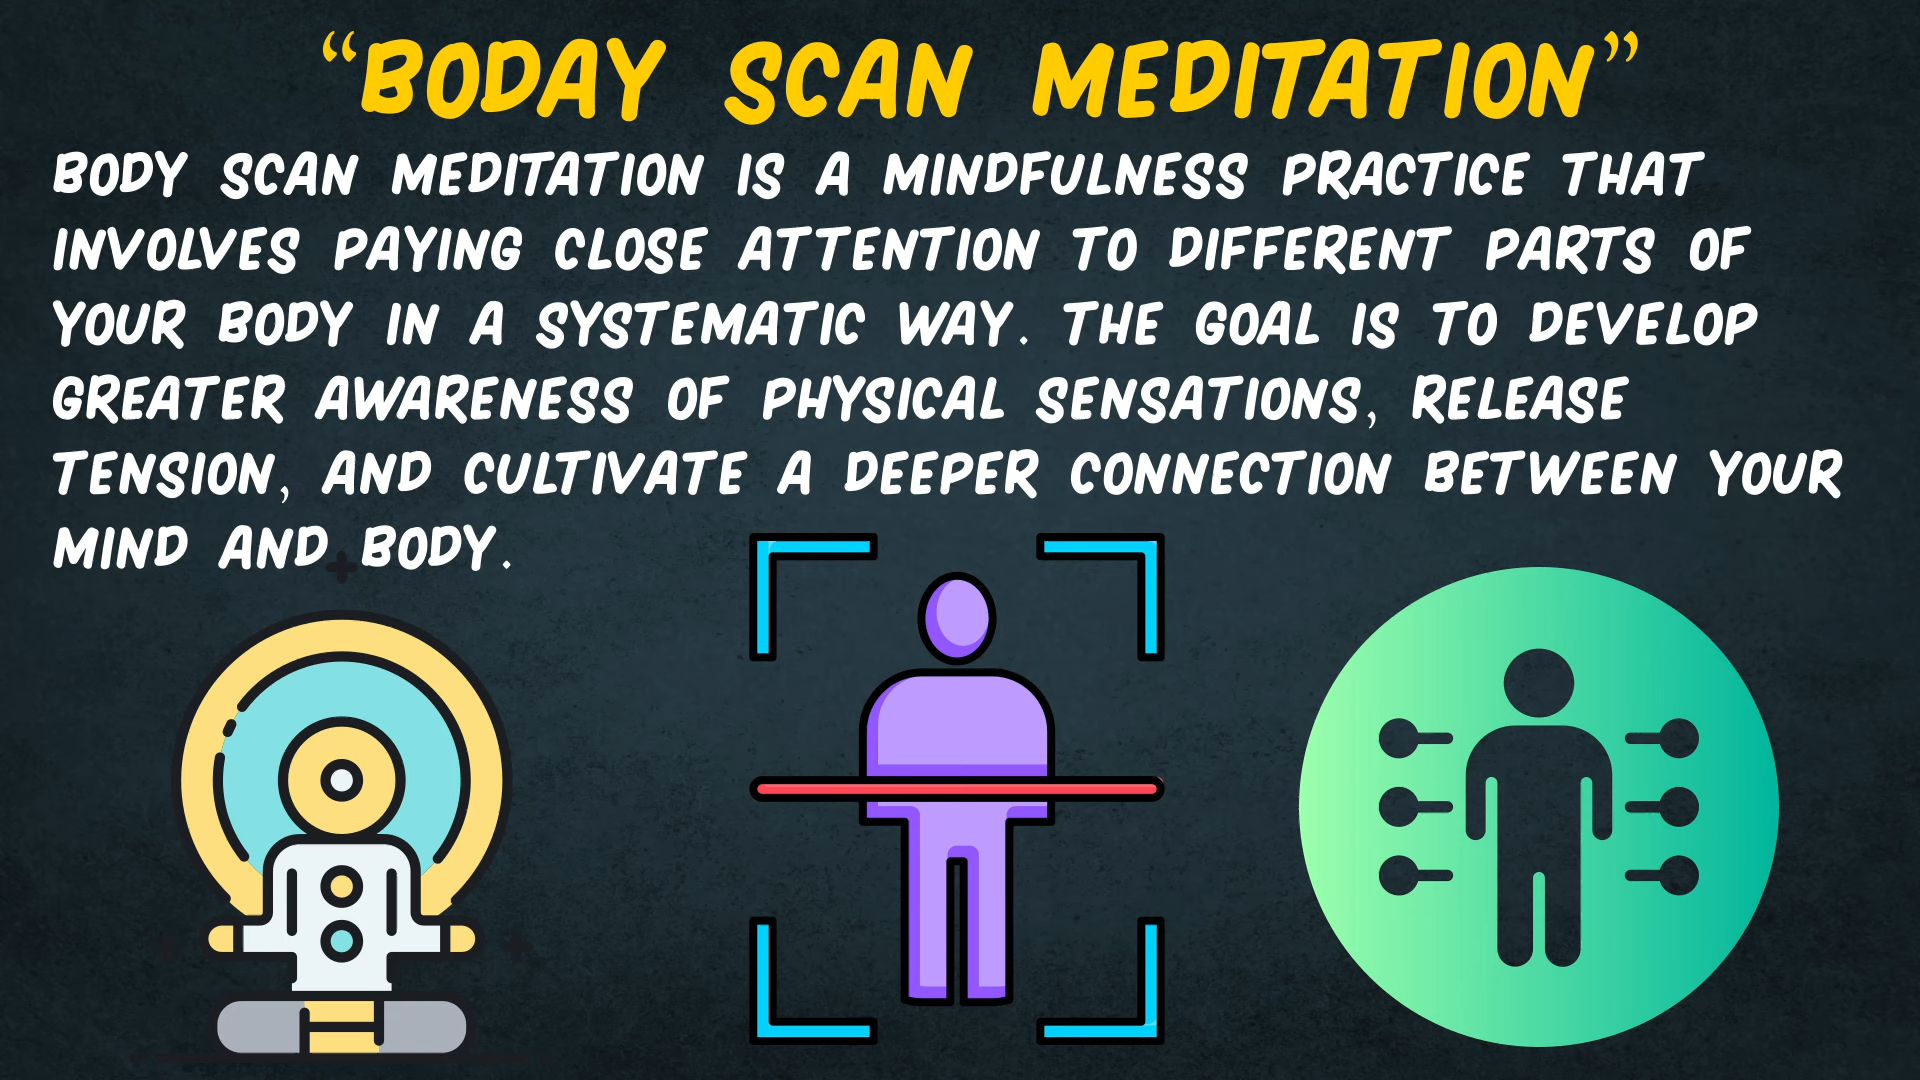 “BODAY SCAN MEDITATION”
BODY SCAN MEDITATION IS A MINDFULNESS PRACTICE THAT
INVOLVES PAYING CLOSE ATTENTION TO DIFFERENT PARTS OF
YOUR BODY IN A SYSTEMATIC WAY. THE GOAL IS TO DEVELOP
GREATER AWARENESS OF PHYSICAL SENSATIONS, RELEASE
TENSION, AND CULTIVATE A DEEPER CONNECTION BETWEEN YOUR
MIND AND BODY.